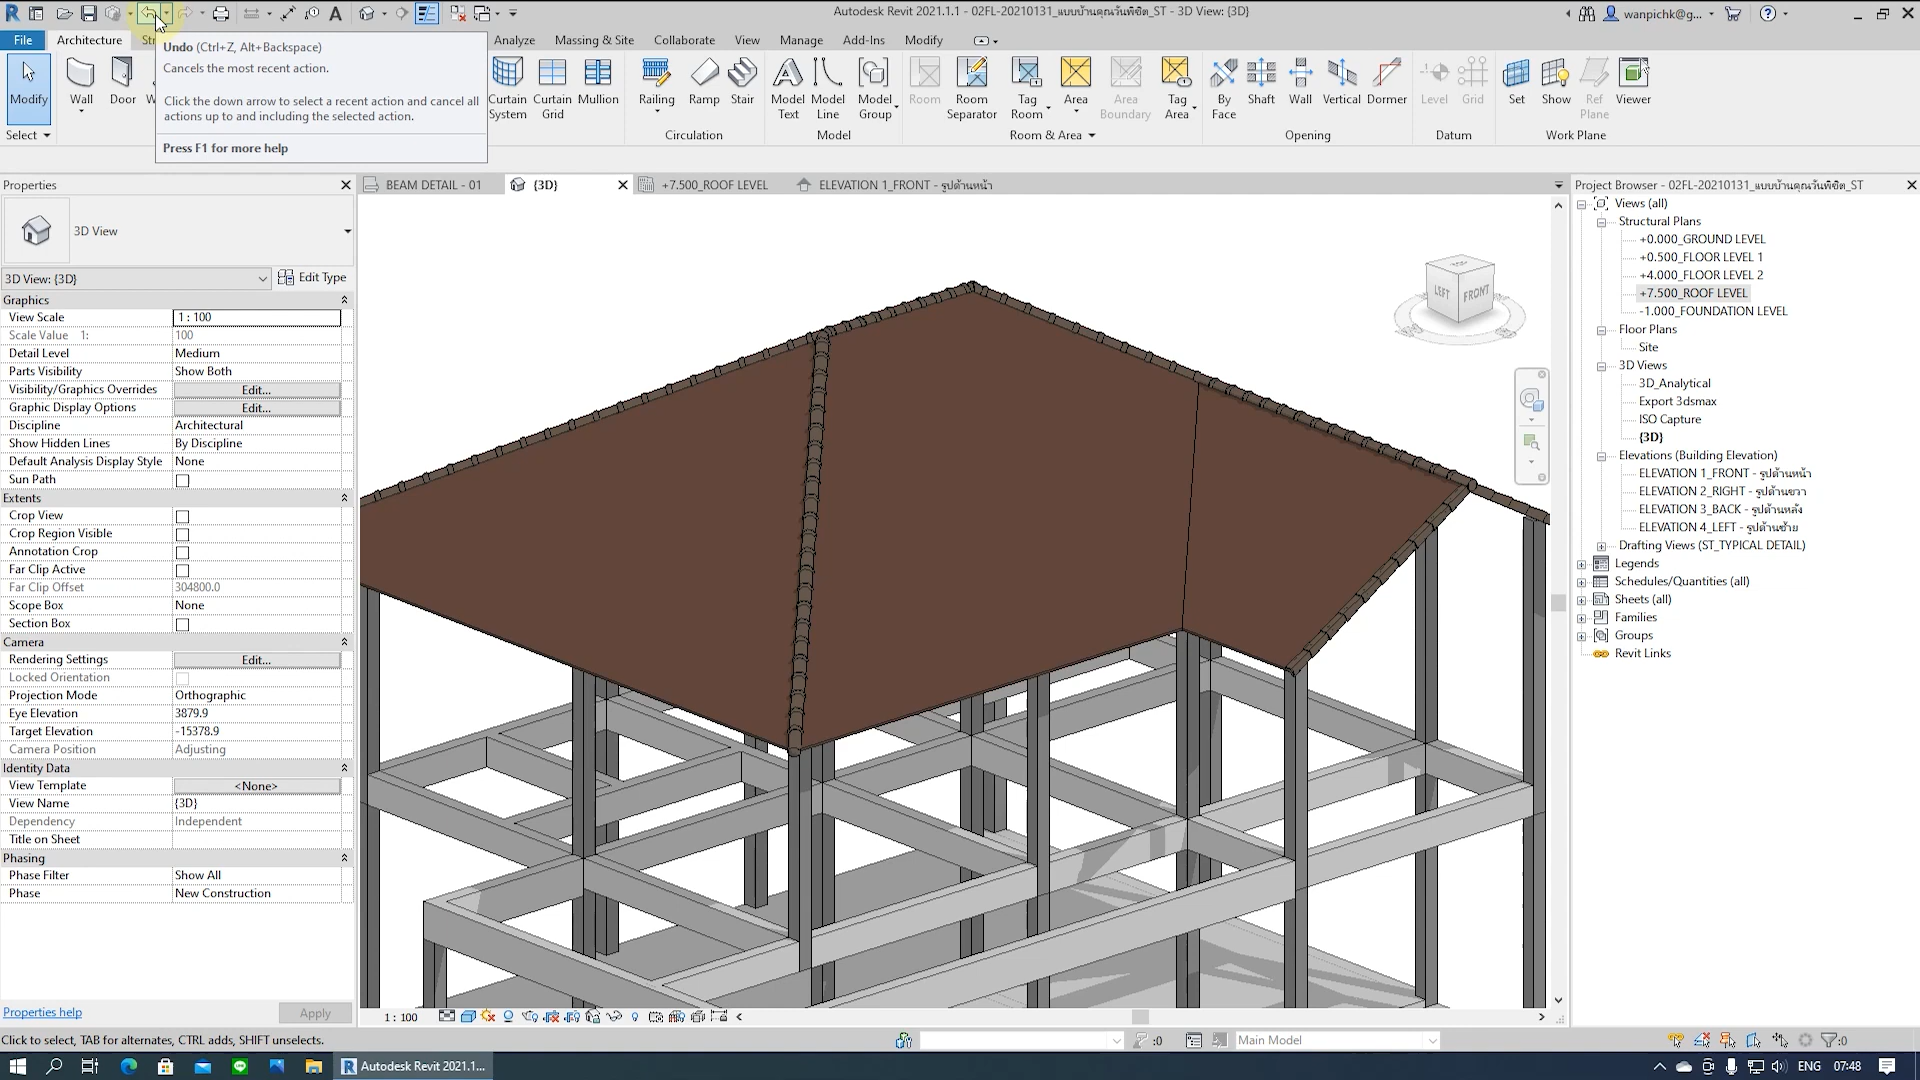 Autodesk Revit 2021.1.1 - 02FL-20210131_แบบบ้านคุณวันพิชิต_ST - 3D View: {3D}
wanpichk@g...
File
Architecture
Analyze
Massing & Site
Collaborate
View
Manage
Add-Ins
Modify
Undo (Ctrl+Z, Alt+Backspace)
Cancels the most recent action.
Click the down arrow to select a recent action and cancel all
actions up to and including the selected action.
Press F1 for more help
Modify
Wall
Door
Curtain System
Curtain Grid
Mullion
Railing
Ramp
Stair
Model Text
Model Line
Model Group
Room
Room Separator
Tag Room
Area
Area Boundary
Tag Area
By Face
Shaft
Wall
Vertical
Dormer
Level
Grid
Set
Show
Ref Plane
Viewer
Select
Circulation
Model
Room & Area
Opening
Datum
Work Plane
Properties
BEAM DETAIL - 01
{3D}
+7.500_ROOF LEVEL
ELEVATION 1_FRONT - รูปด้านหน้า
Project Browser - 02FL-20210131_แบบบ้านคุณวันพิชิต_ST
3D View
3D View: {3D}
Edit Type
Graphics
View Scale 1 : 100
Scale Value 1: 100
Detail Level Medium
Parts Visibility Show Both
Visibility/Graphics Overrides Edit...
Graphic Display Options Edit...
Discipline Architectural
Show Hidden Lines By Discipline
Default Analysis Display Style None
Sun Path
Extents
Crop View
Crop Region Visible
Annotation Crop
Far Clip Active
Far Clip Offset 304800.0
Scope Box None
Section Box
Camera
Rendering Settings Edit...
Locked Orientation
Projection Mode Orthographic
Eye Elevation 3879.9
Target Elevation -15378.9
Camera Position Adjusting
Identity Data
View Template <None>
View Name {3D}
Dependency Independent
Title on Sheet
Phasing
Phase Filter Show All
Phase New Construction
Properties help
Apply
LEFT
FRONT
Views (all)
Structural Plans
+0.000_GROUND LEVEL
+0.500_FLOOR LEVEL 1
+4.000_FLOOR LEVEL 2
+7.500_ROOF LEVEL
-1.000_FOUNDATION LEVEL
Floor Plans
Site
3D Views
3D_Analytical
Export 3dsmax
ISO Capture
{3D}
Elevations (Building Elevation)
ELEVATION 1_FRONT - รูปด้านหน้า
ELEVATION 2_RIGHT - รูปด้านขวา
ELEVATION 3_BACK - รูปด้านหลัง
ELEVATION 4_LEFT - รูปด้านซ้าย
Drafting Views (ST_TYPICAL DETAIL)
Legends
Schedules/Quantities (all)
Sheets (all)
Families
Groups
Revit Links
1 : 100
Click to select, TAB for alternates, CTRL adds, SHIFT unselects.
:0
Main Model
:0
Autodesk Revit 2021.1...
ENG
07:48